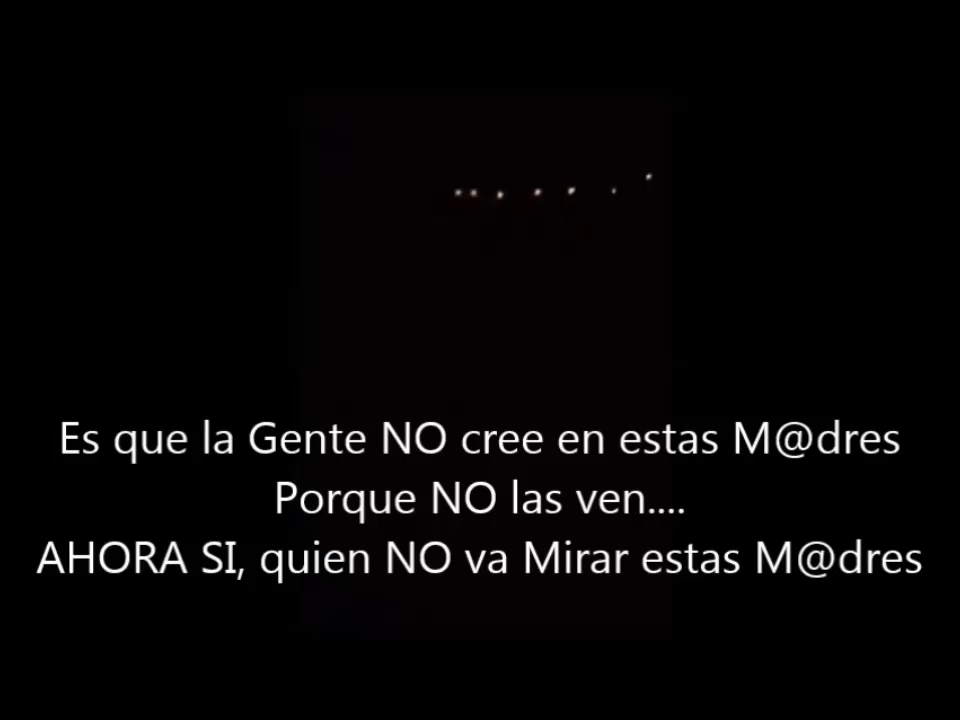 Es que la Gente NO cree en estas M@dres
Porque NO las ven....
AHORA SI, quien NO va Mirar estas M@dres